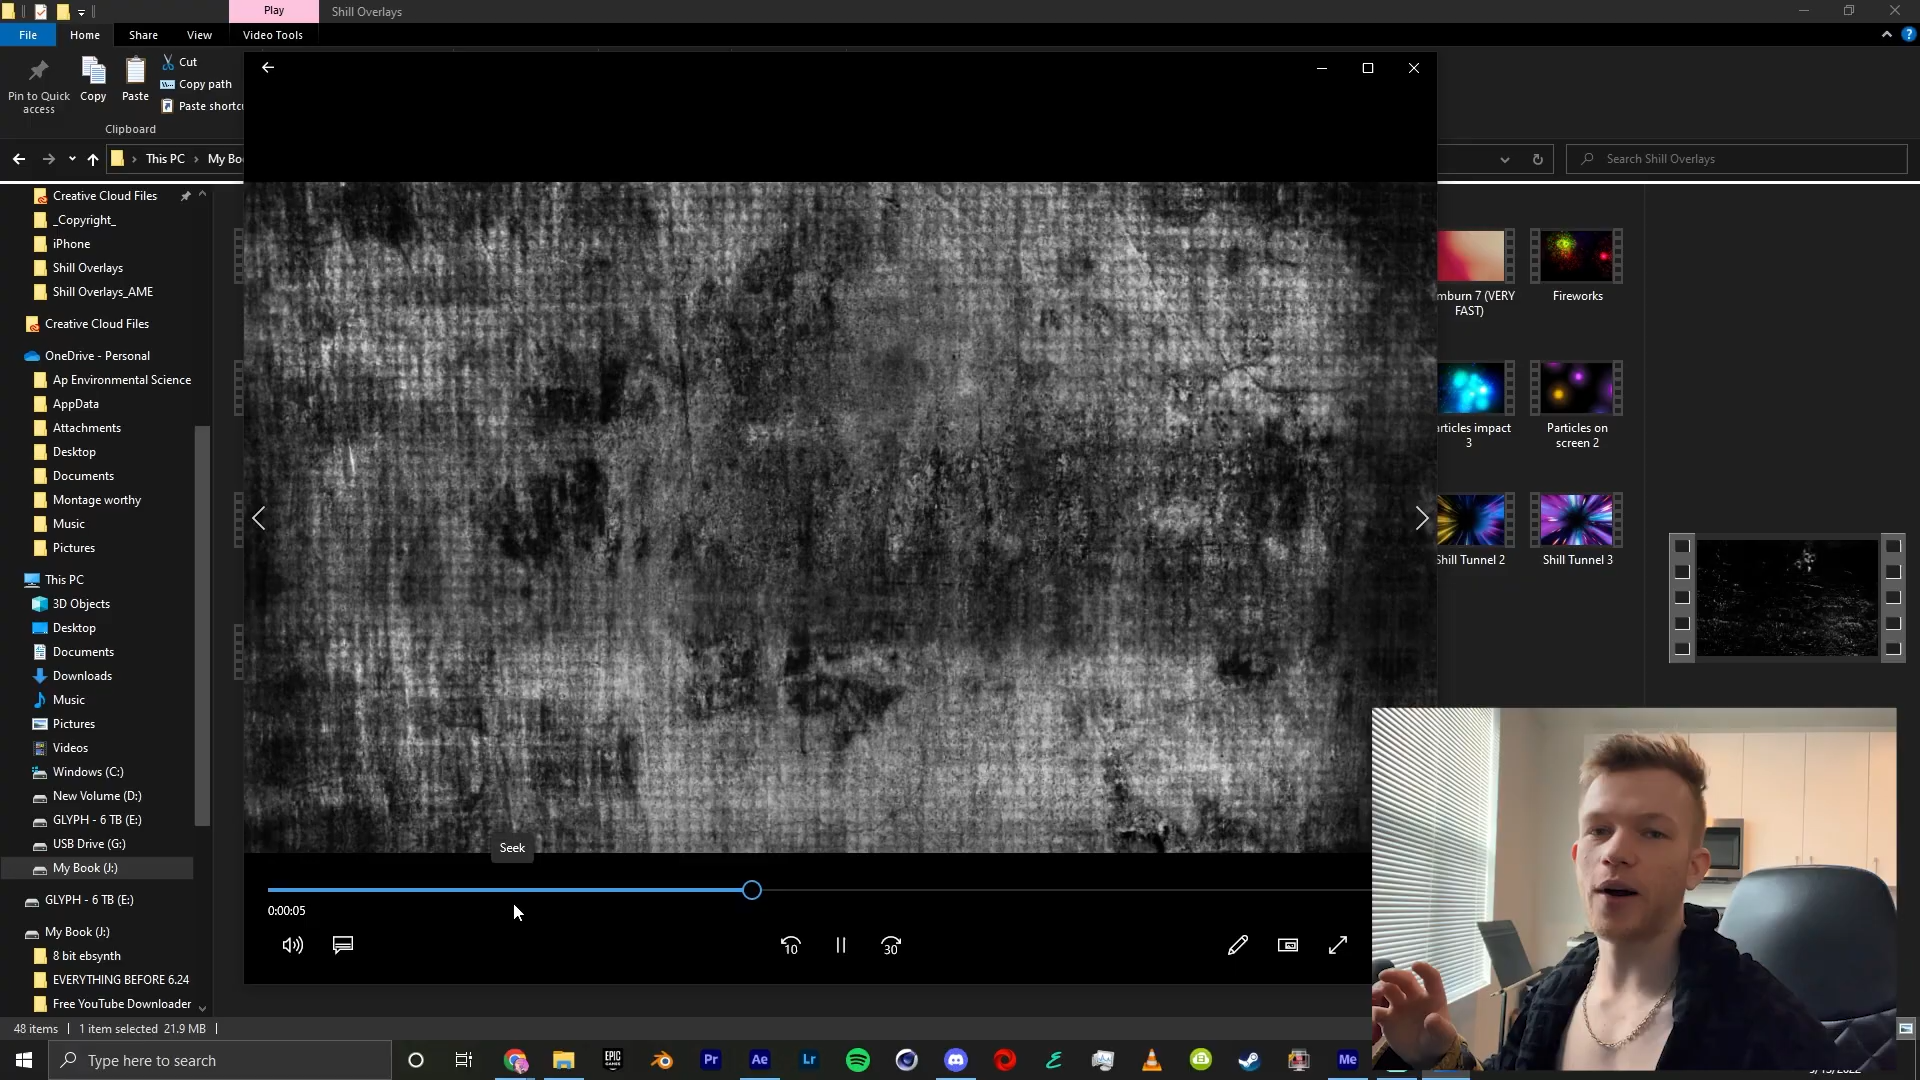 Play
Shill Overlays
File
Home
Share
View
Video Tools
Pin to Quick
access
Copy
Paste
Cut
Copy path
Paste shortcu
Clipboard
This PC
My Bo
Search Shill Overlays
Creative Cloud Files
_Copyright_
iPhone
Shill Overlays
Shill Overlays_AME
Creative Cloud Files
OneDrive - Personal
Ap Environmental Science
AppData
Attachments
Desktop
Documents
Montage worthy
Music
Pictures
This PC
3D Objects
Desktop
Documents
Downloads
Music
Pictures
Videos
Windows (C:)
New Volume (D:)
GLYPH - 6 TB (E:)
USB Drive (G:)
My Book (J:)
GLYPH - 6 TB (E:)
My Book (J:)
8 bit ebsynth
EVERYTHING BEFORE 6.24
Free YouTube Downloader
mburn 7 (VERY
FAST)
Fireworks
articles impact
3
Particles on
screen 2
Shill Tunnel 2
Shill Tunnel 3
Seek
0:00:05
10
30
48 items
1 item selected 21.9 MB
Type here to search
EPIC
GAMES
Pr
Ae
Lr
Me